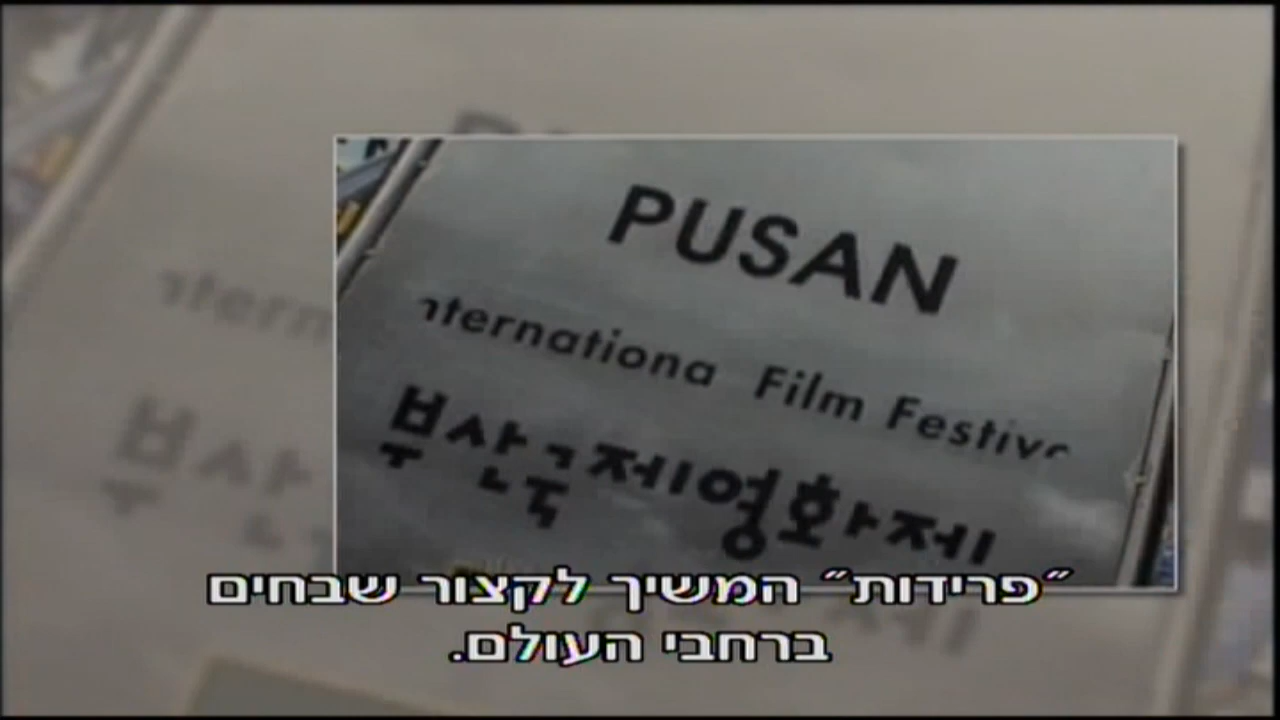 PUSAN
nternationa Film Festiv
부산국제영화제
״פרידות״ המשיך לקצור שבחים
ברחבי העולם.